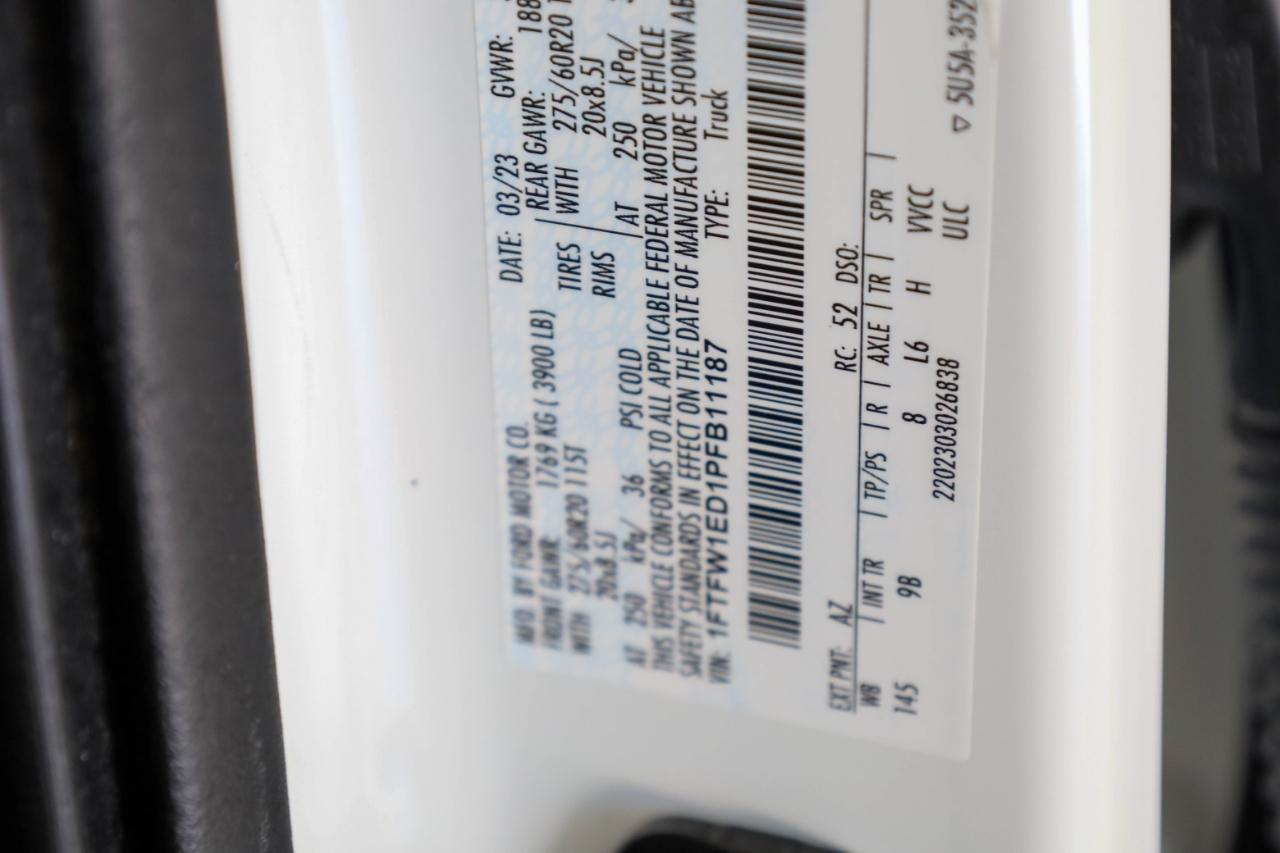 MFD. BY FORD MOTOR CO.
DATE: 03/23 GVWR:
FRONT GAWR: 1769 KG ( 3900 LB)
REAR GAWR: 188
WITH 275/60R20 115T
TIRES
WITH 275/60R20
20x8.5J
RIMS
20x8.5J
AT 250 kPa/ 36 PSI COLD
AT 250 kPa/
THIS VEHICLE CONFORMS TO ALL APPLICABLE FEDERAL MOTOR VEHICLE
SAFETY STANDARDS IN EFFECT ON THE DATE OF MANUFACTURE SHOWN AB
VIN: 1FTFW1ED1PFB11187
TYPE: Truck
EXT PNT: AZ RC: 52 DSO:
WB | INT TR | TP/PS | R | AXLE | TR | SPR |
145 9B 8 L6 H VVCC
2202303026838 ULC
▽ 5U5A-352